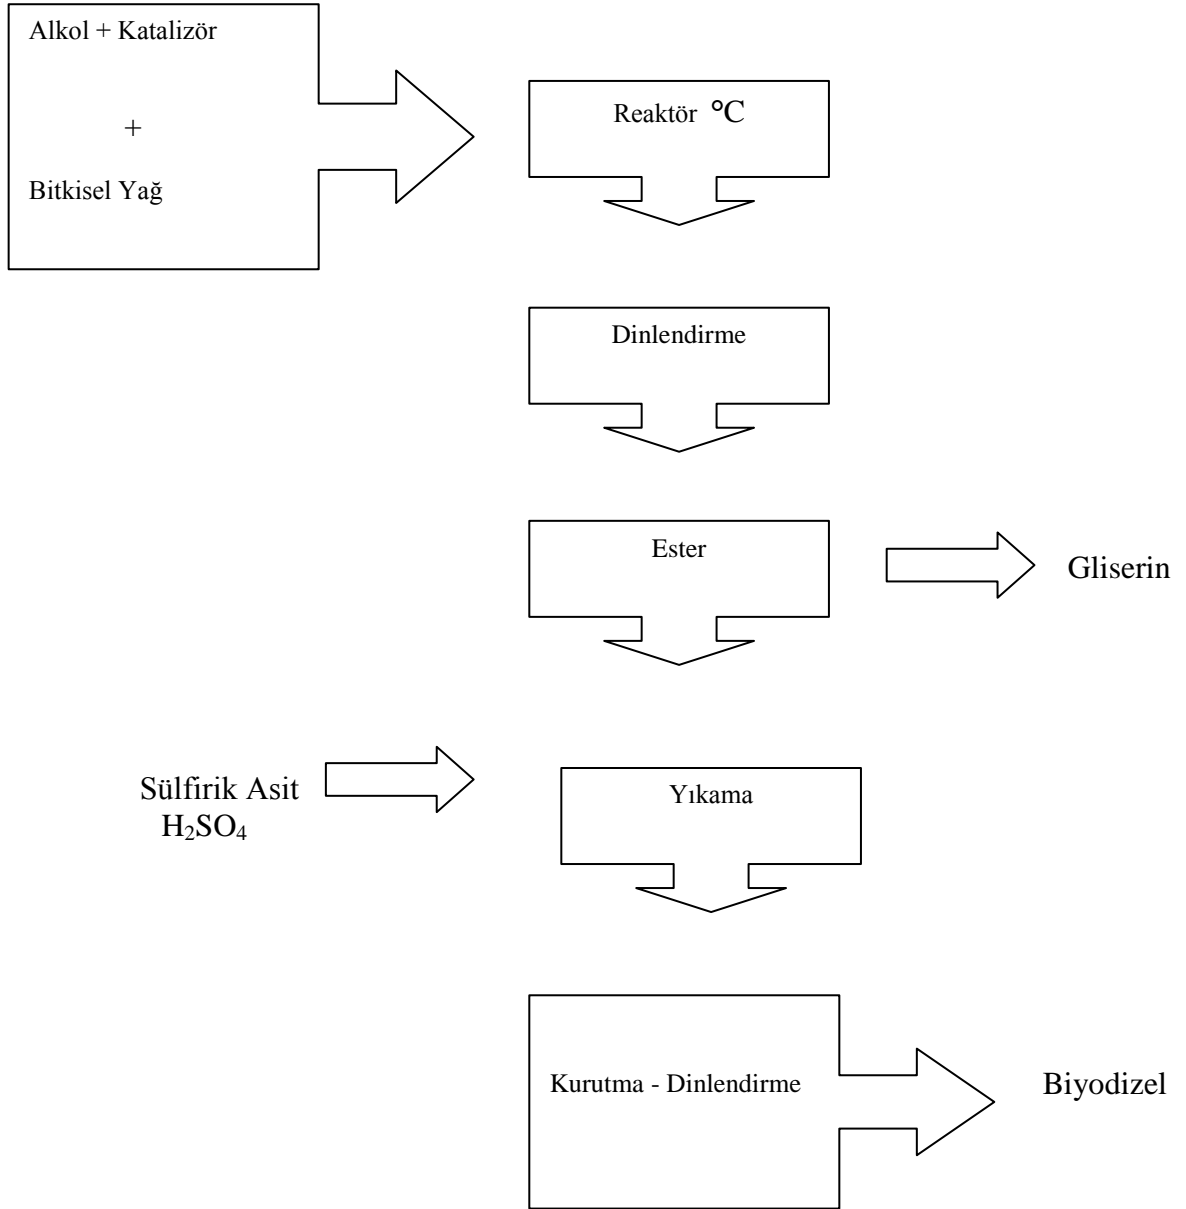 Alkol + Katalizör
+
Bitkisel Yağ
Reaktör °C
Dinlendirme
Ester
Gliserin
Sülfirik Asit
H₂SO₄
Yıkama
Kurutma - Dinlendirme
Biyodizel